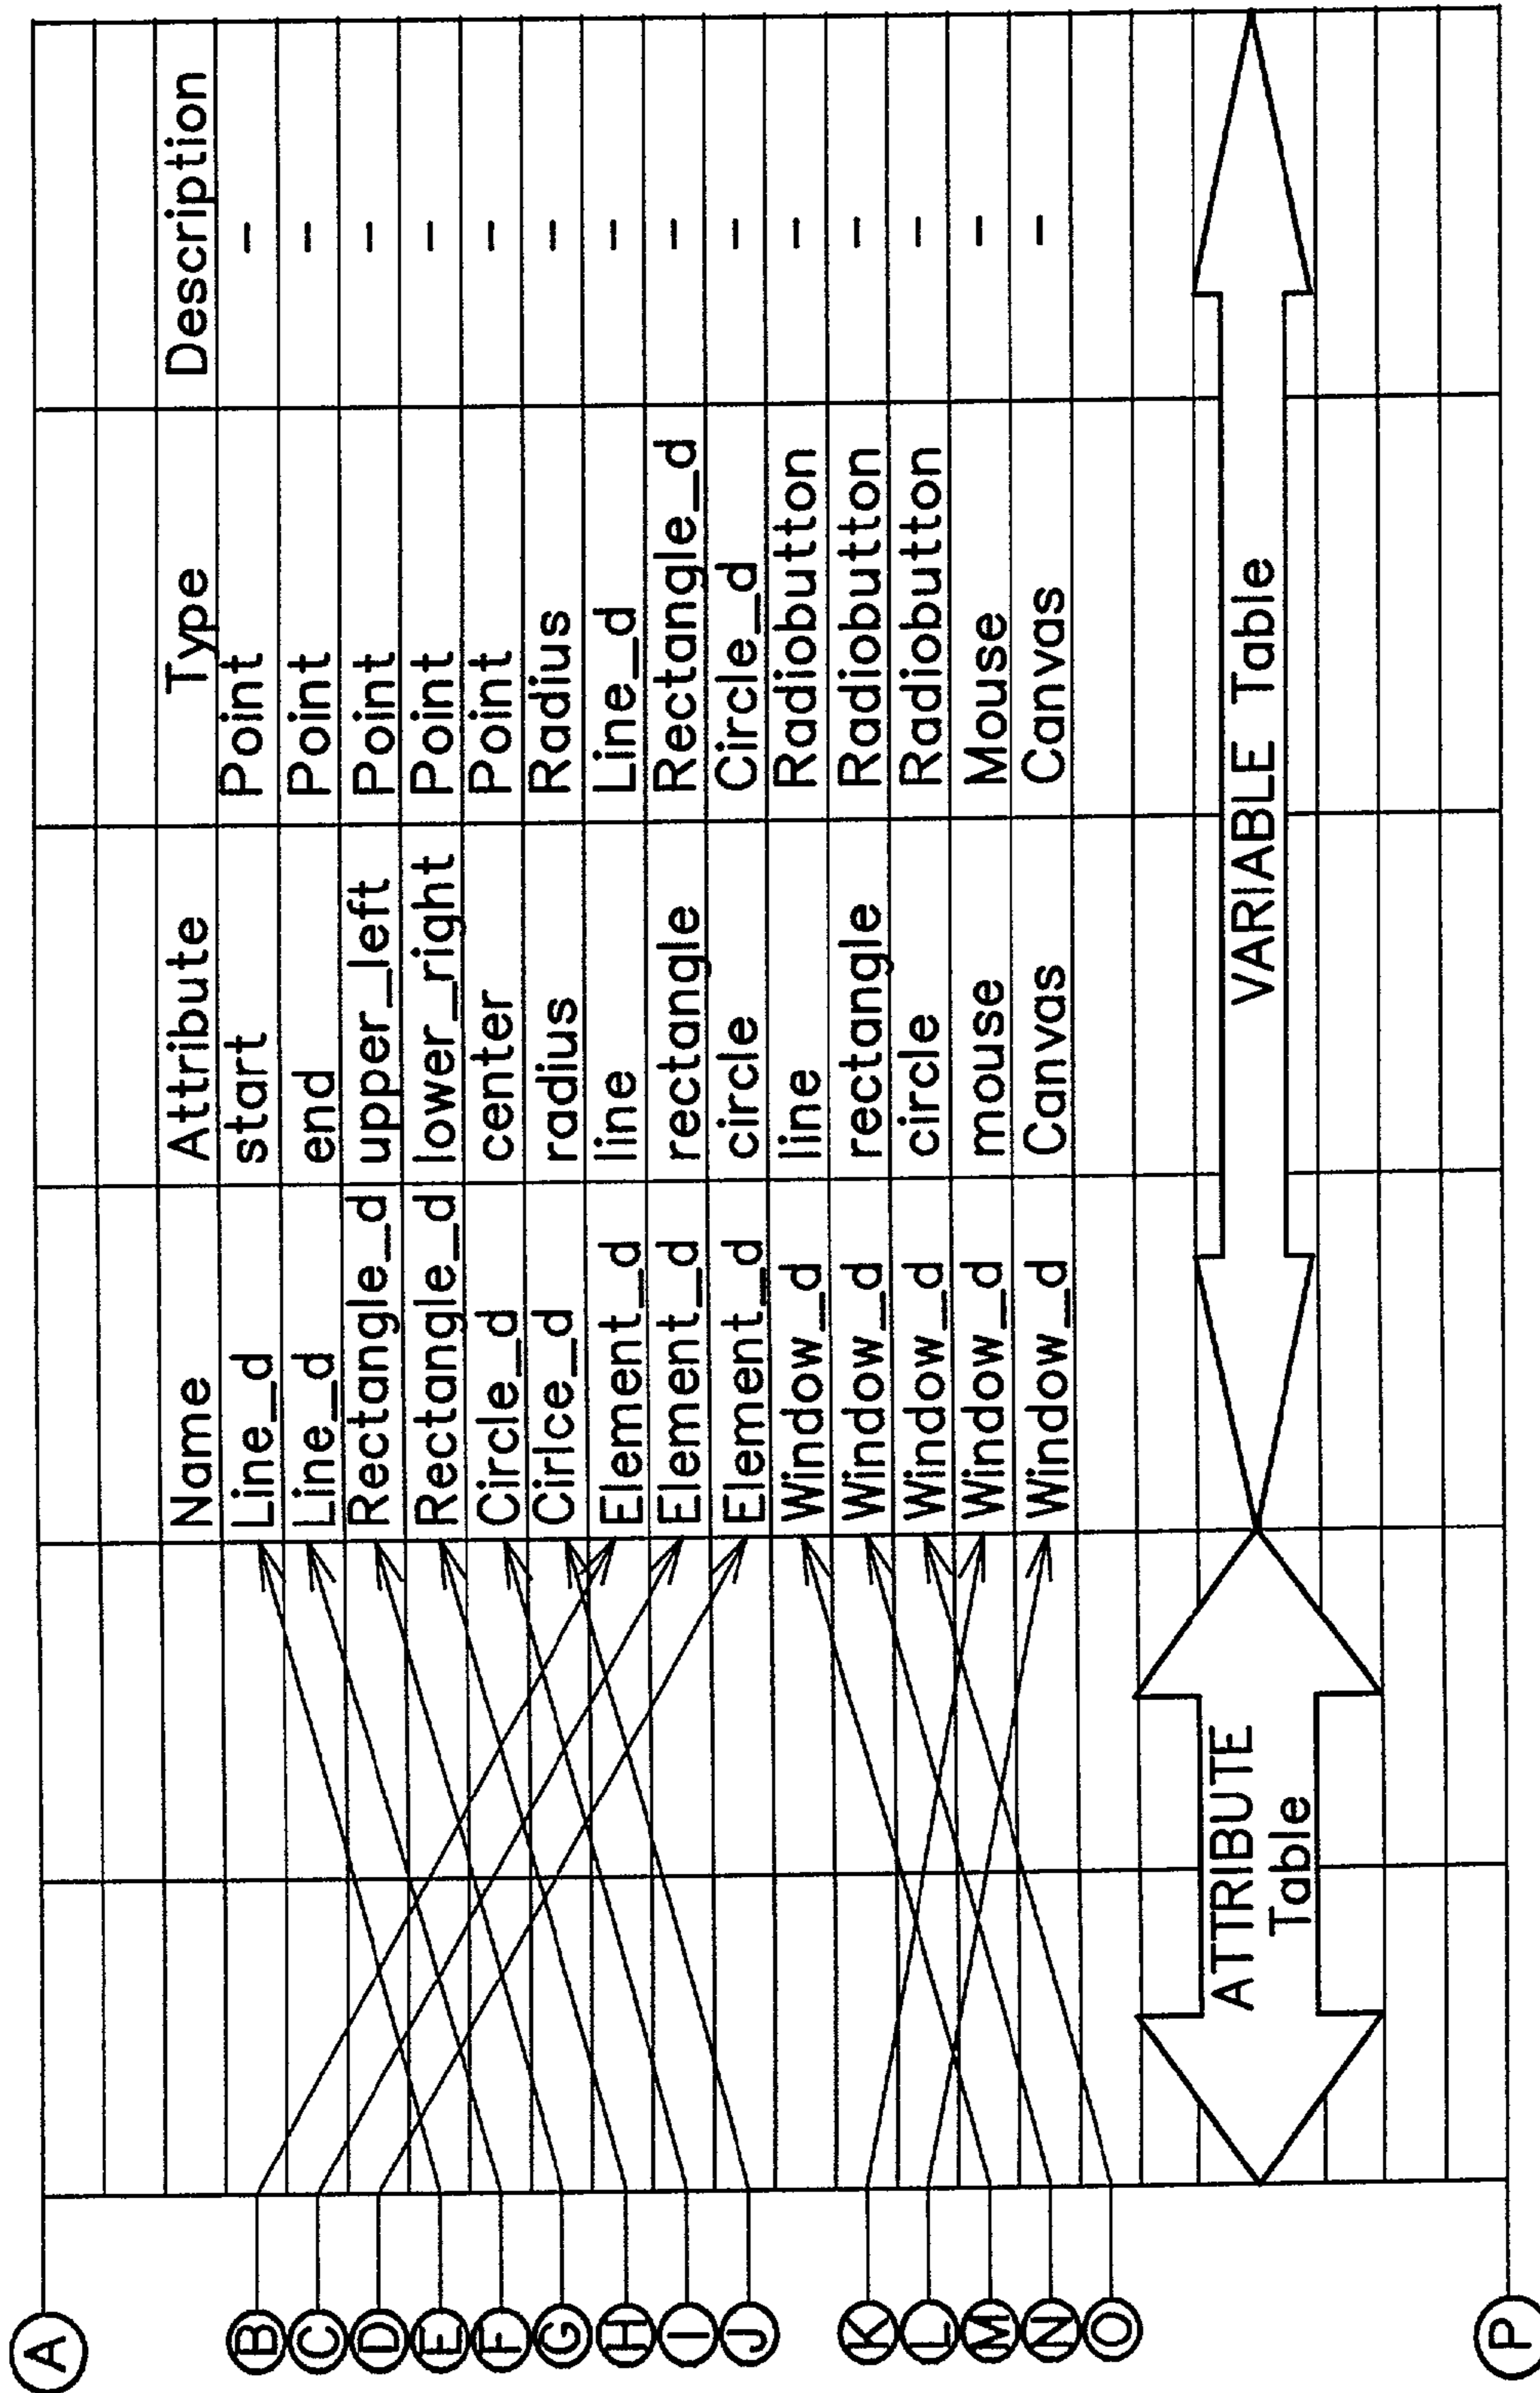 A
Name Attribute Type Description
B Line_d start Point -
C Line_d end Point -
D Rectangle_d upper_left Point -
E Rectangle_d lower_right Point -
F Circle_d center Point -
G Cirlce_d radius Radius -
H Element_d line Line_d -
I Element_d rectangle Rectangle_d -
J Element_d circle Circle_d -
Window_d line Radiobutton -
K Window_d rectangle Radiobutton -
L Window_d circle Radiobutton -
M Window_d mouse Mouse -
N Window_d Canvas Canvas -
O
ATTRIBUTE
Table
VARIABLE Table
P